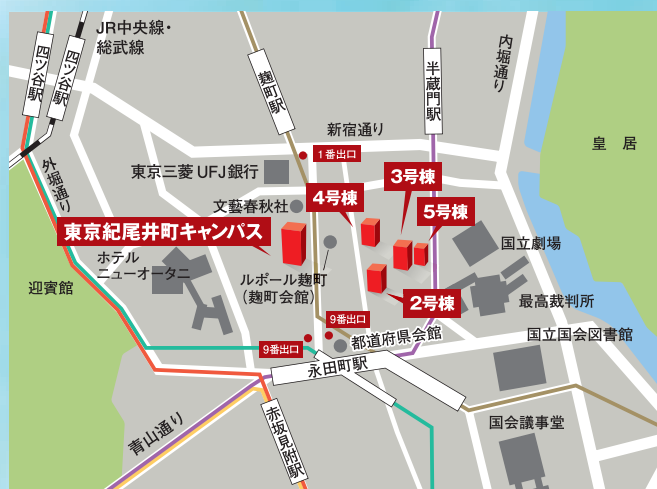 JR中央線・
総武線
四ツ谷駅
四ツ谷駅
麹町駅
半蔵門駅
内堀通り
新宿通り
皇 居
1番出口
東京三菱 UFJ銀行
外堀通り
3号棟
4号棟
5号棟
文藝春秋社
東京紀尾井町キャンパス
国立劇場
ホテル
ニューオータニ
ルポール麹町
(麹町会館)
迎賓館
2号棟
最高裁判所
9番出口
9番出口
都道府県会館
国立国会図書館
永田町駅
青山通り
赤坂見附駅
国会議事堂